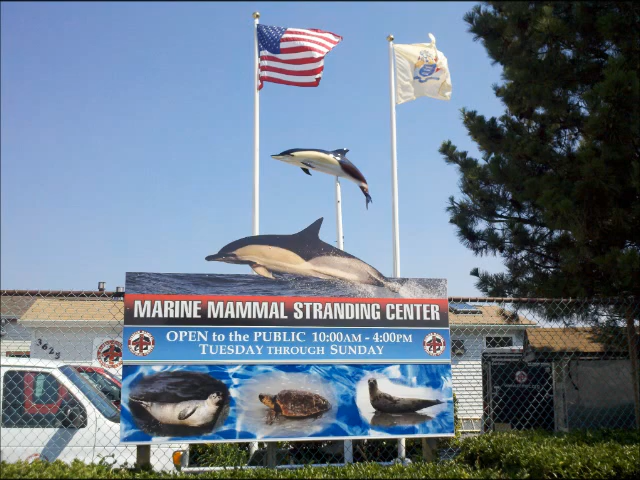 MARINE MAMMAL STRANDING CENTER
OPEN to the PUBLIC 10:00AM - 4:00PM
TUESDAY THROUGH SUNDAY
3625